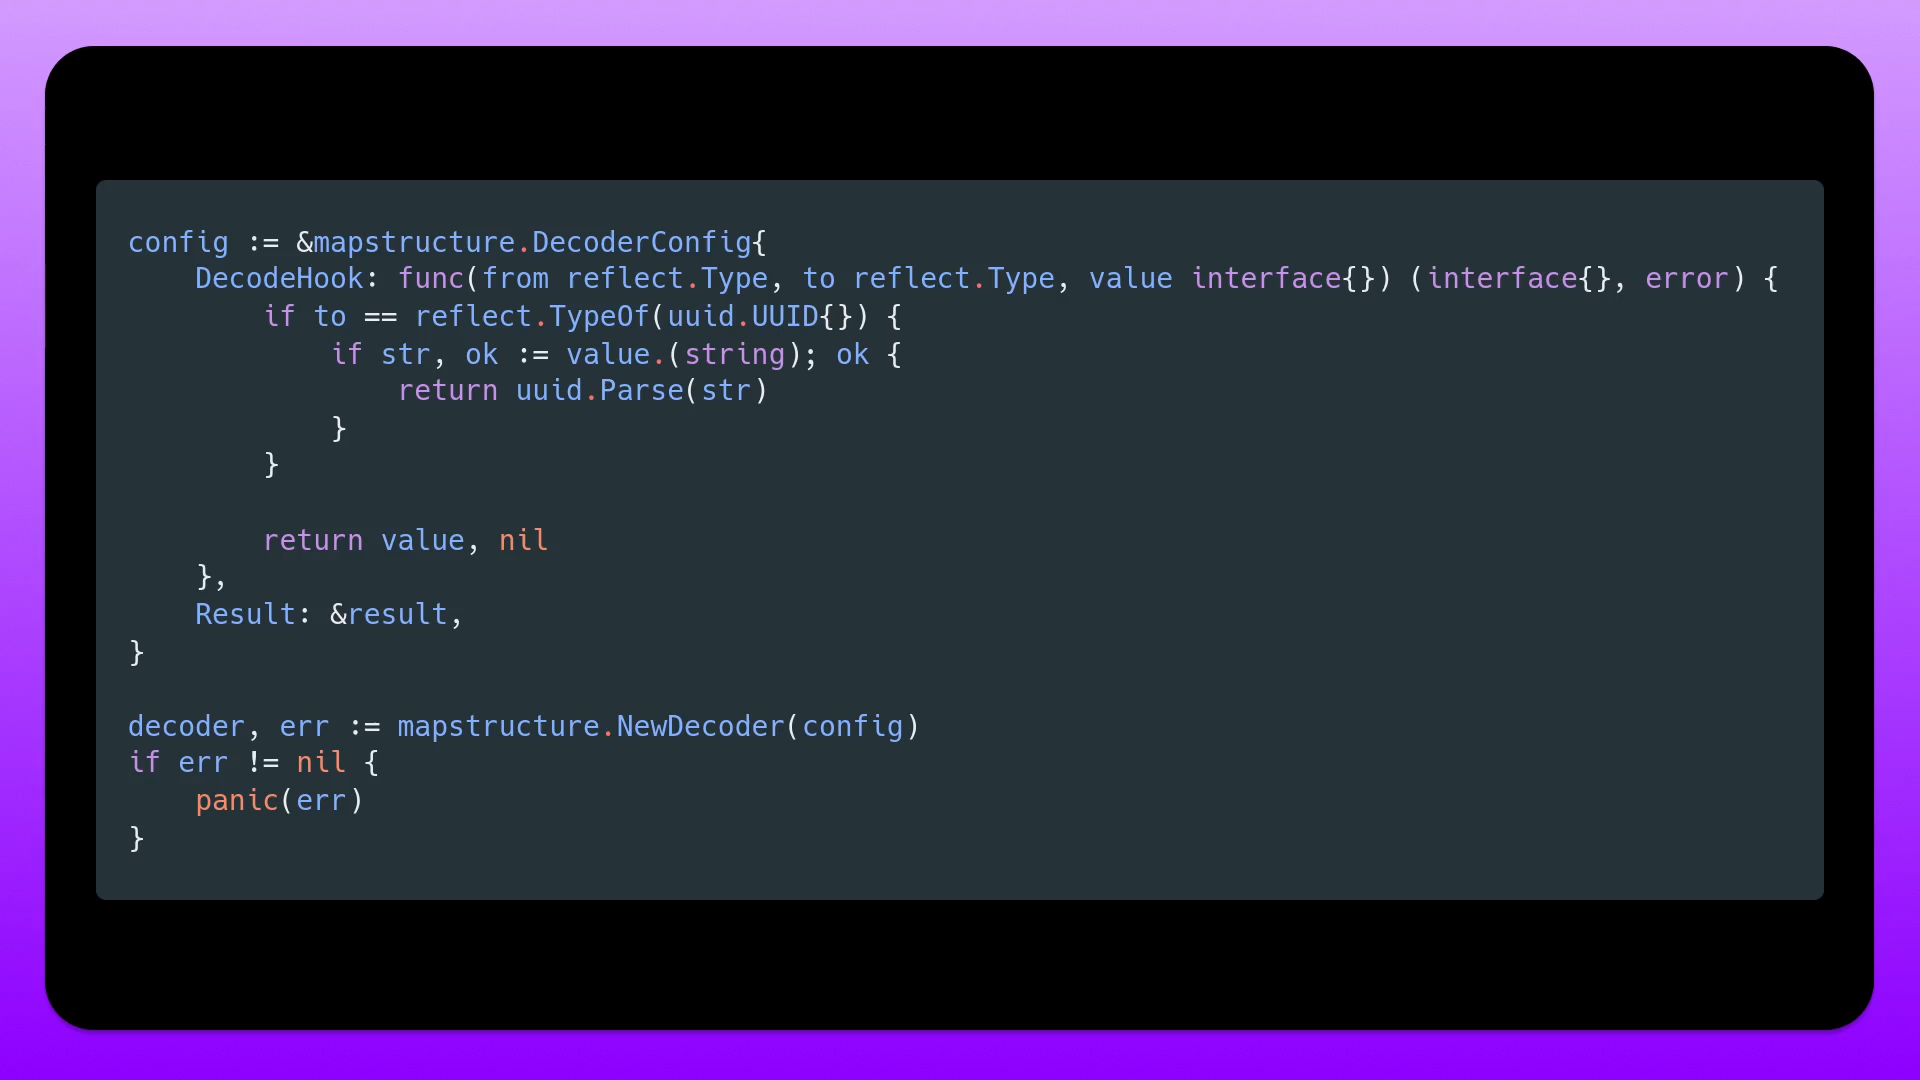 config := &mapstructure.DecoderConfig{
    DecodeHook: func(from reflect.Type, to reflect.Type, value interface{}) (interface{}, error) {
        if to == reflect.TypeOf(uuid.UUID{}) {
            if str, ok := value.(string); ok {
                return uuid.Parse(str)
            }
        }

        return value, nil
    },
    Result: &result,
}

decoder, err := mapstructure.NewDecoder(config)
if err != nil {
    panic(err)
}